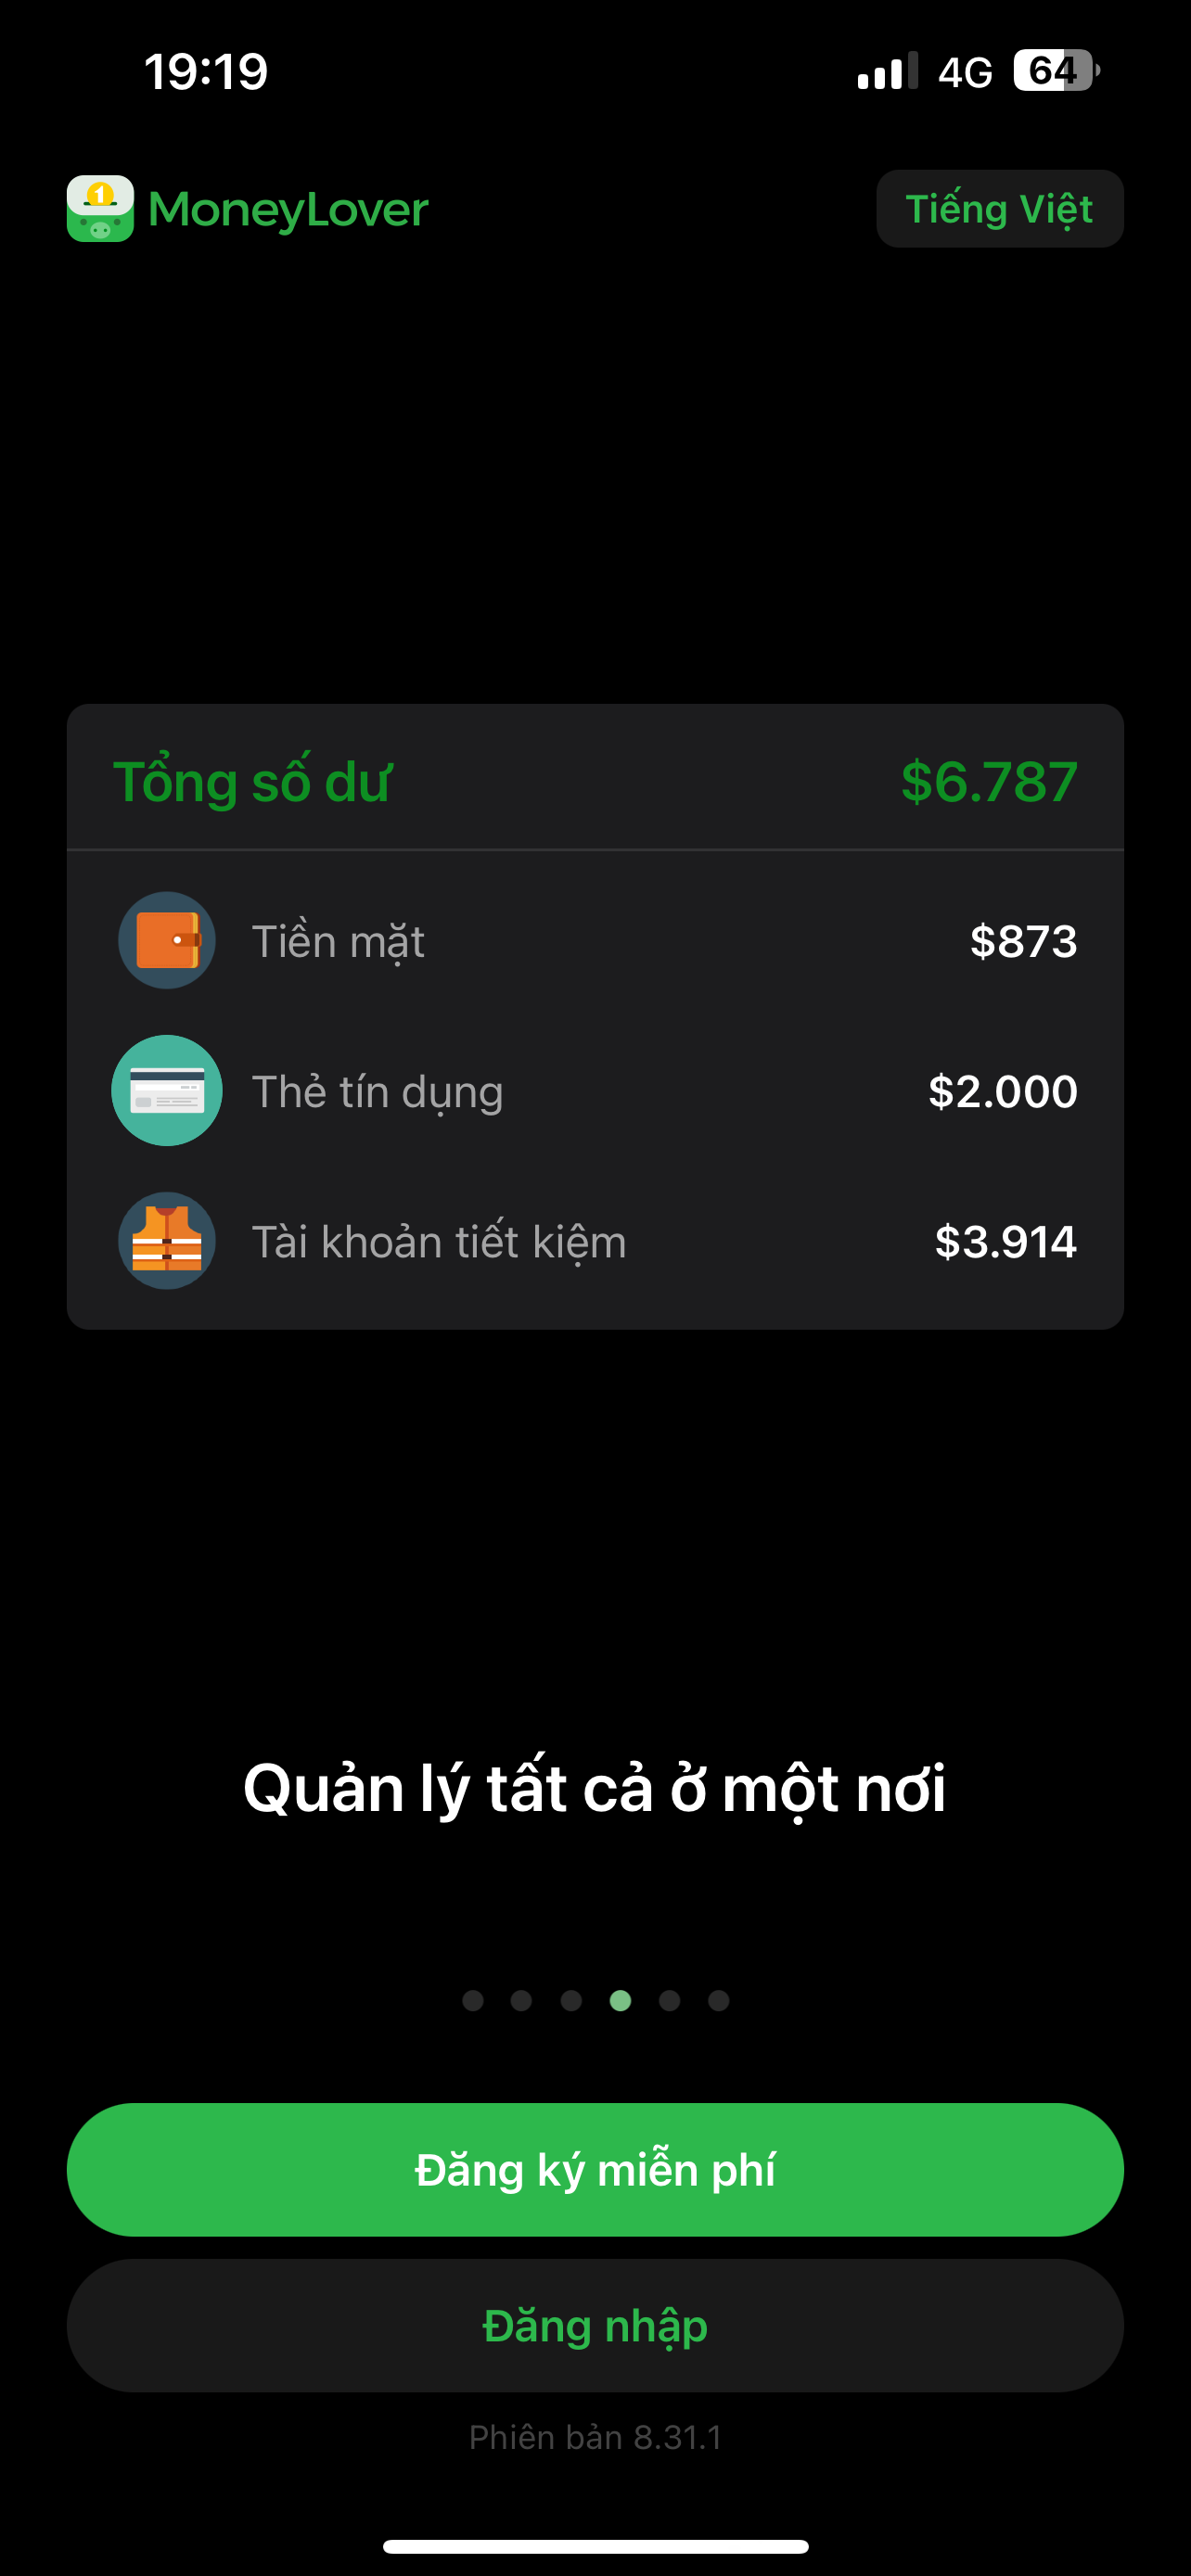 19:19
4G
64
1
MoneyLover
Tiếng Việt
Tổng số dư
$6.787
Tiền mặt
$873
Thẻ tín dụng
$2.000
Tài khoản tiết kiệm
$3.914
Quản lý tất cả ở một nơi
Đăng ký miễn phí
Đăng nhập
Phiên bản 8.31.1